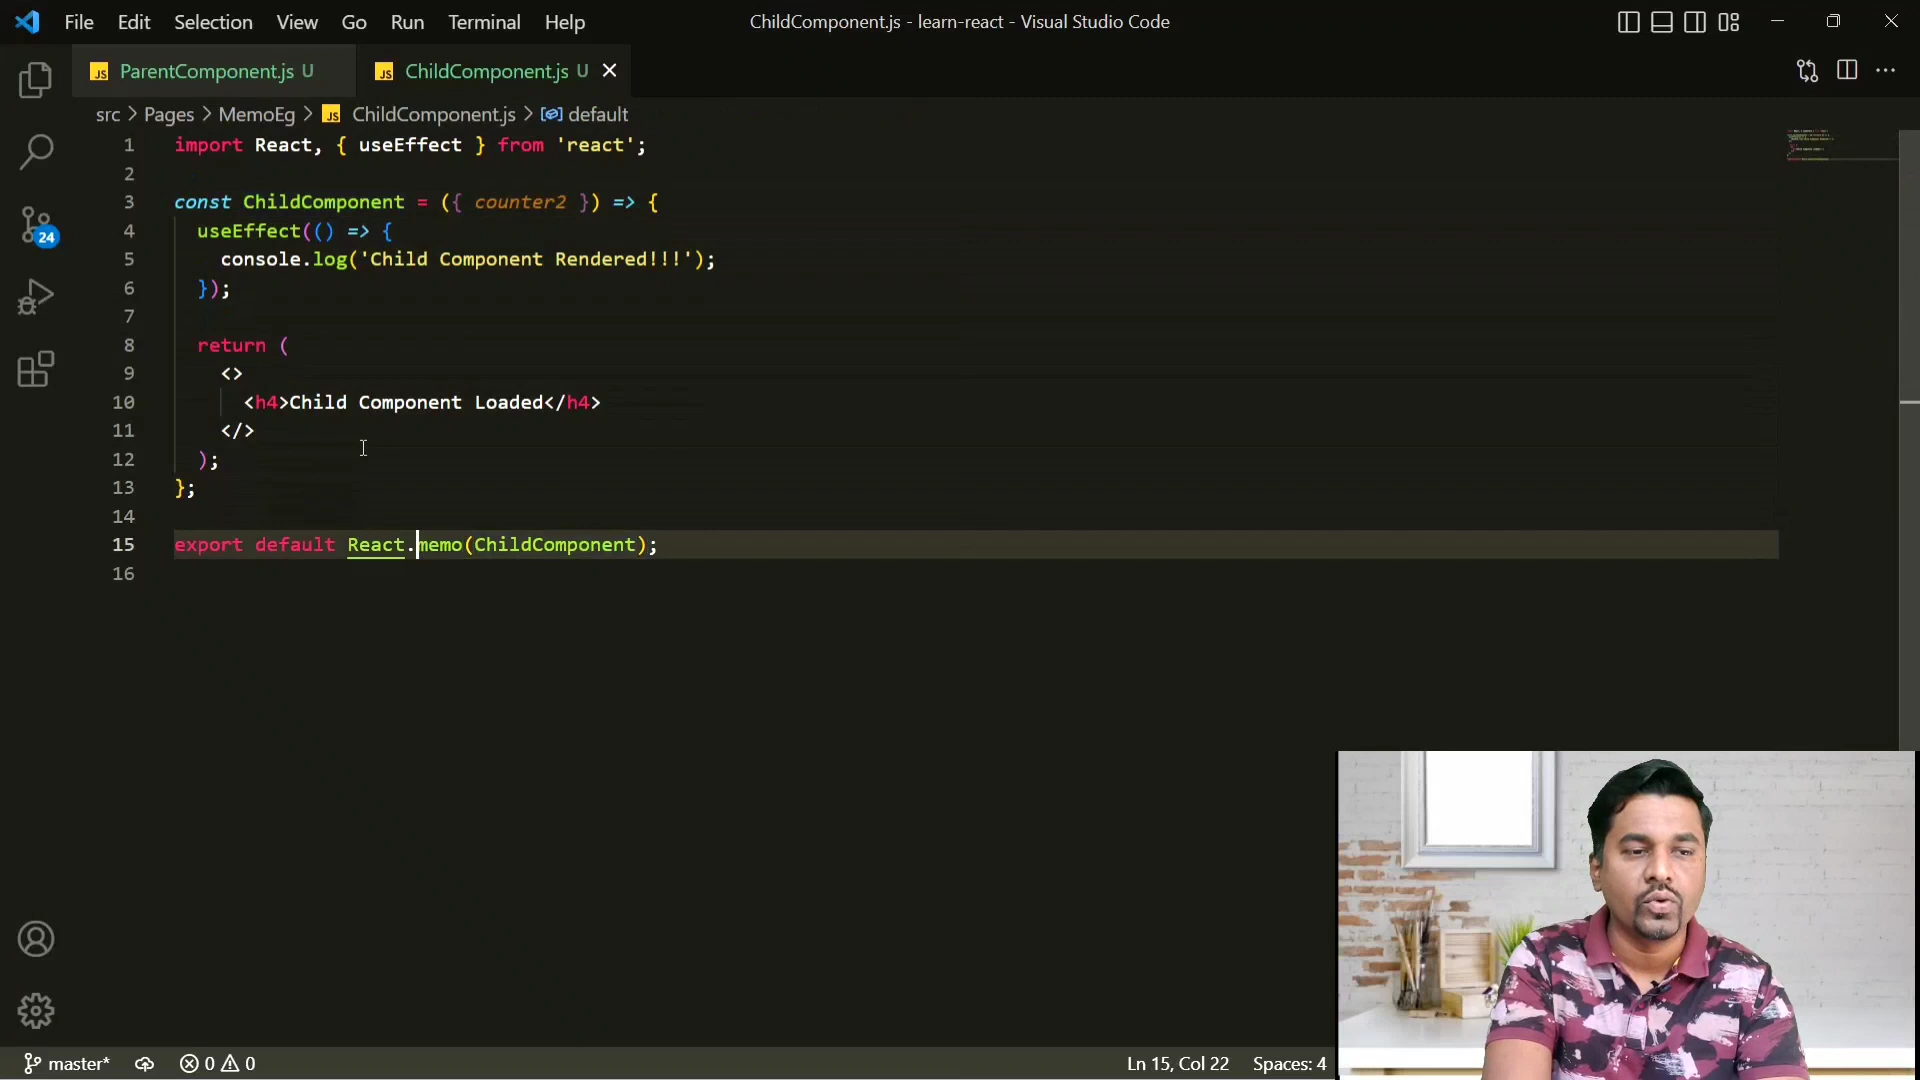 File Edit Selection View Go Run Terminal Help
ChildComponent.js - learn-react - Visual Studio Code
JS ParentComponent.js U
JS ChildComponent.js U
src > Pages > MemoEg > JS ChildComponent.js > default
1 import React, { useEffect } from 'react';
2
3 const ChildComponent = ({ counter2 }) => {
4 useEffect(() => {
5 console.log('Child Component Rendered!!!');
6 });
7
8 return (
9 <>
10 <h4>Child Component Loaded</h4>
11 </>
12 );
13 };
14
15 export default React.memo(ChildComponent);
16
24
master* 0 0
Ln 15, Col 22 Spaces: 4